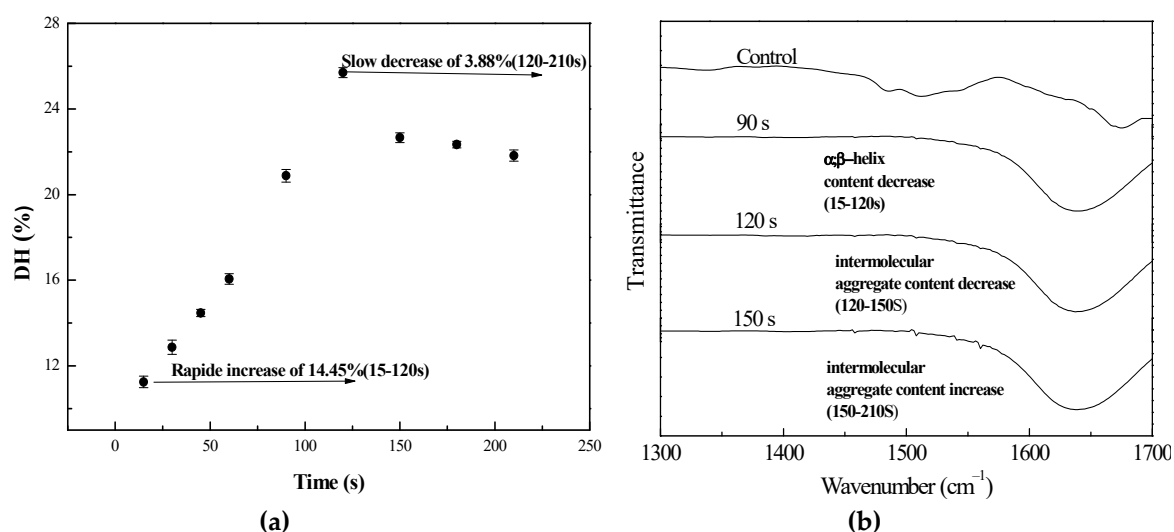 28
24
20
16
12
DH (%)
0
50
100
150
200
250
Time (s)
Slow decrease of 3.88%(120-210s)
Rapide increase of 14.45%(15-120s)
(a)
Transmittance
Control
90 s
α;β–helix
content decrease
(15-120s)
120 s
intermolecular
aggregate content decrease
(120-150S)
150 s
intermolecular
aggregate content increase
(150-210S)
1300
1400
1500
1600
1700
Wavenumber (cm⁻¹)
(b)